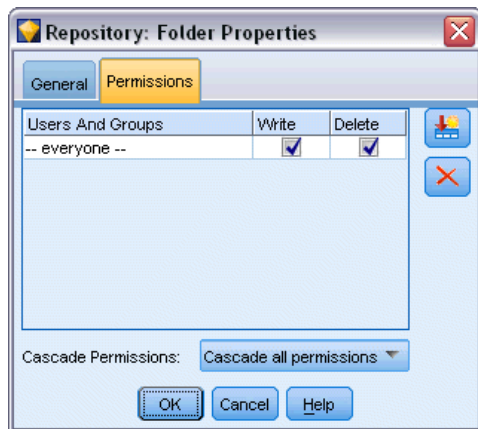 Repository: Folder Properties
General Permissions
Users And Groups Write Delete
-- everyone --
Cascade Permissions: Cascade all permissions
OK Cancel Help